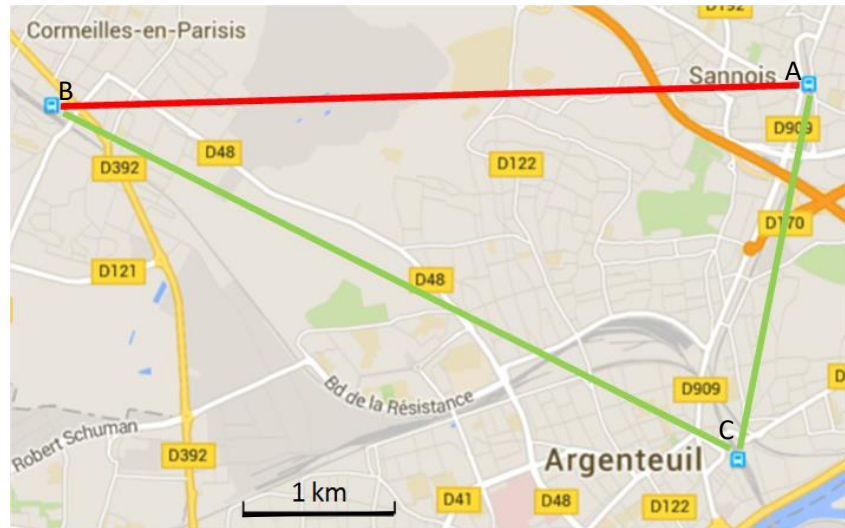 Cormeilles-en-Parisis
D192
B
Sannois
A
D909
D48
D122
D392
D170
D121
D48
Bd de la Résistance
D909
D
C
Robert Schuman
D392
Argenteuil
1 km
D41
D48
D122